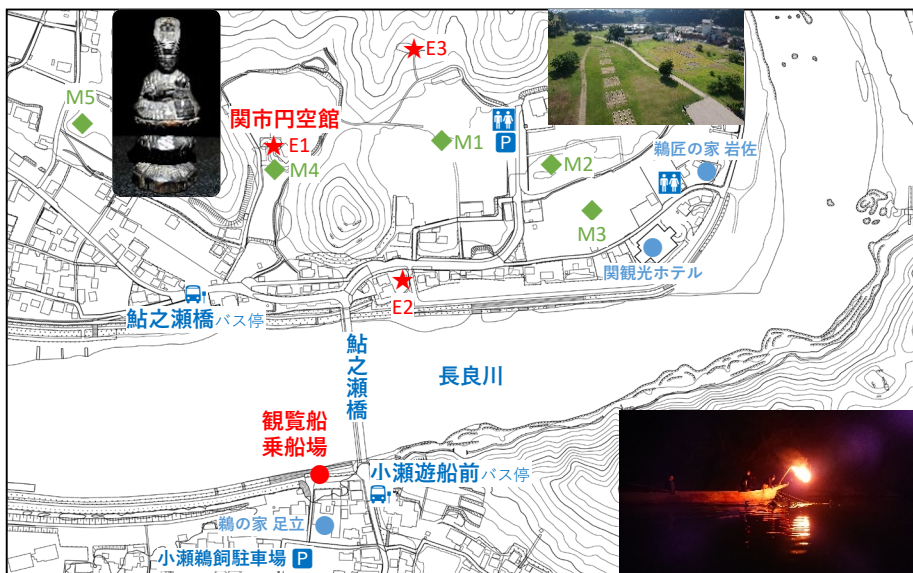 E3
M5
関市円空館
E1
M1
P
M4
M2
鵜匠の家 岩佐
M3
関観光ホテル
E2
鮎之瀬橋バス停
鮎之瀬橋
長良川
観覧船
乗船場
小瀬遊船前バス停
鵜の家 足立
小瀬鵜飼駐車場 P